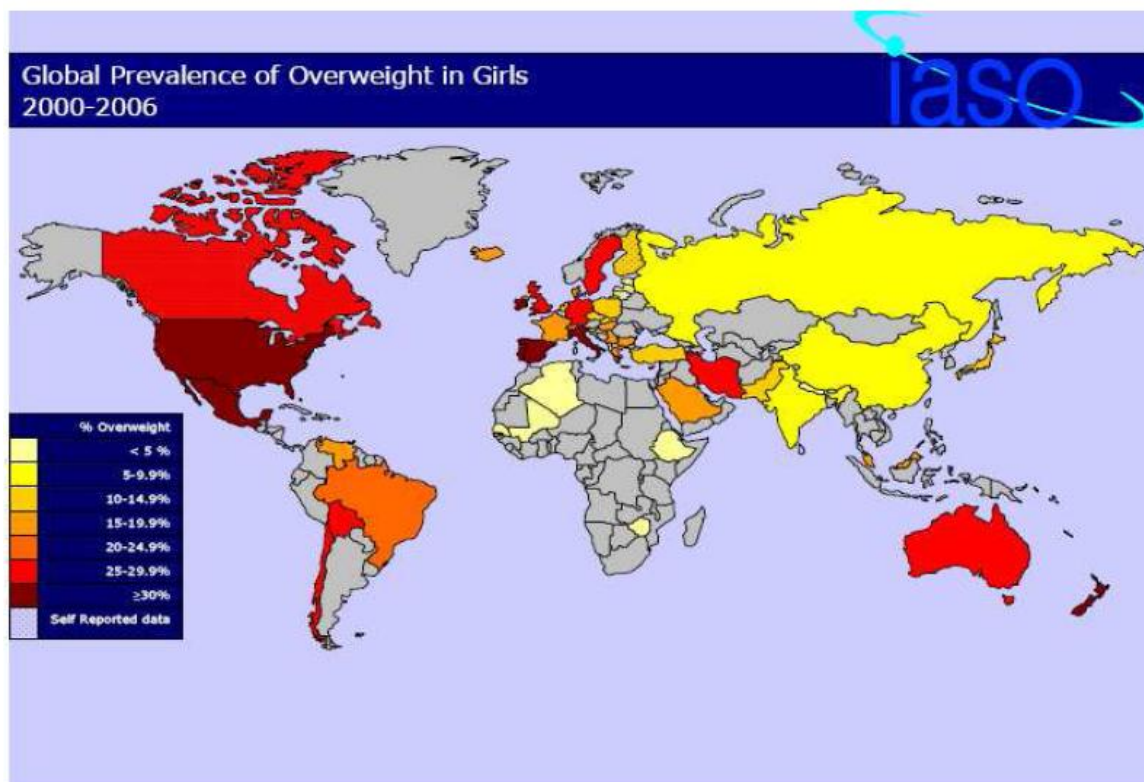 Global Prevalence of Overweight in Girls
2000-2006
iaso
% Overweight
< 5 %
5-9.9%
10-14.9%
15-19.9%
20-24.9%
25-29.9%
≥30%
Self Reported data